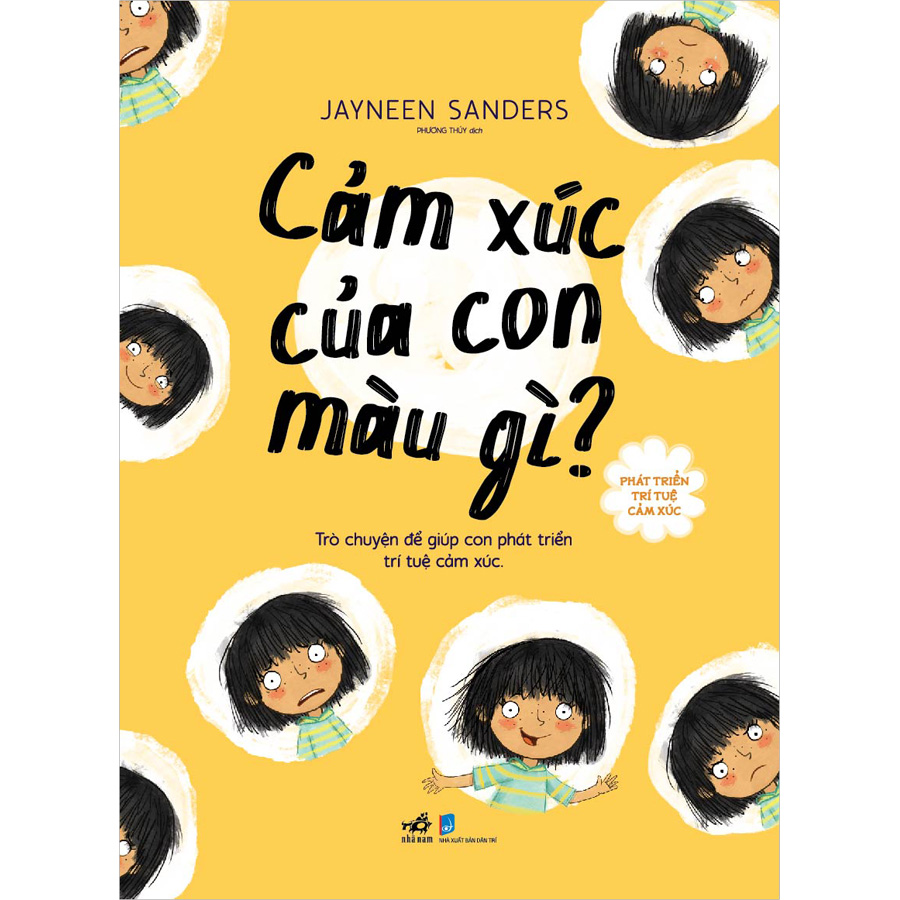 JAYNEEN SANDERS
PHƯƠNG THÚY dịch
Cảm xúc
của con
màu gì?
PHÁT TRIỂN
TRÍ TUỆ
CẢM XÚC
Trò chuyện để giúp con phát triển
trí tuệ cảm xúc.
nhã nam
NHÀ XUẤT BẢN DÂN TRÍ